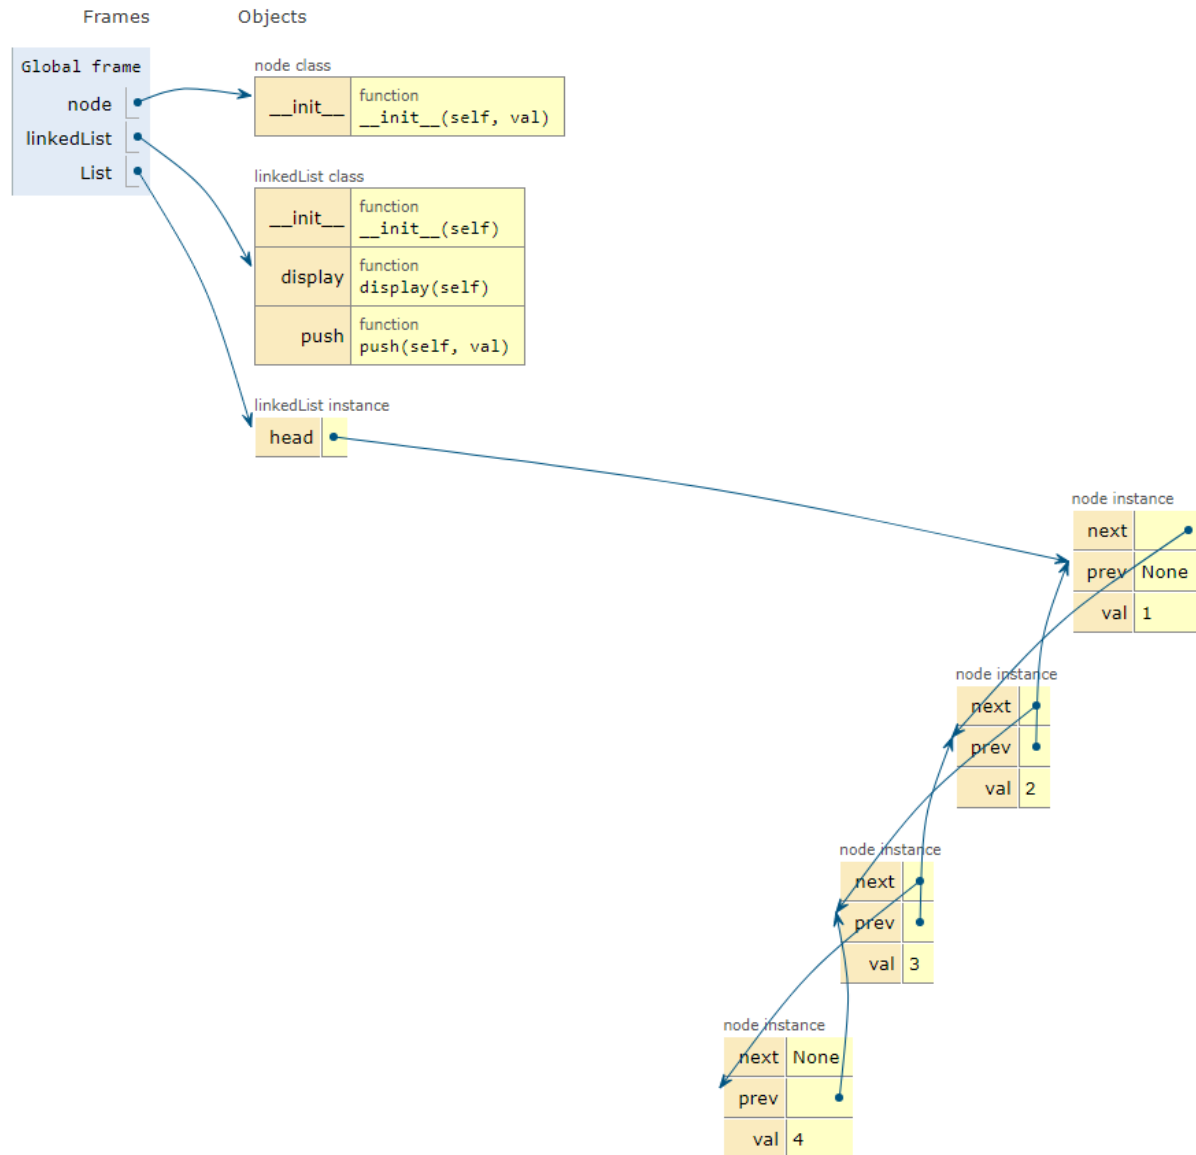 Frames Objects
Global frame
node
linkedList
List
node class
__init__ function
__init__(self, val)
linkedList class
__init__ function
__init__(self)
display function
display(self)
push function
push(self, val)
linkedList instance
head
node instance
next
prev None
val 1
node instance
next
prev
val 2
node instance
next
prev
val 3
node instance
next None
prev
val 4